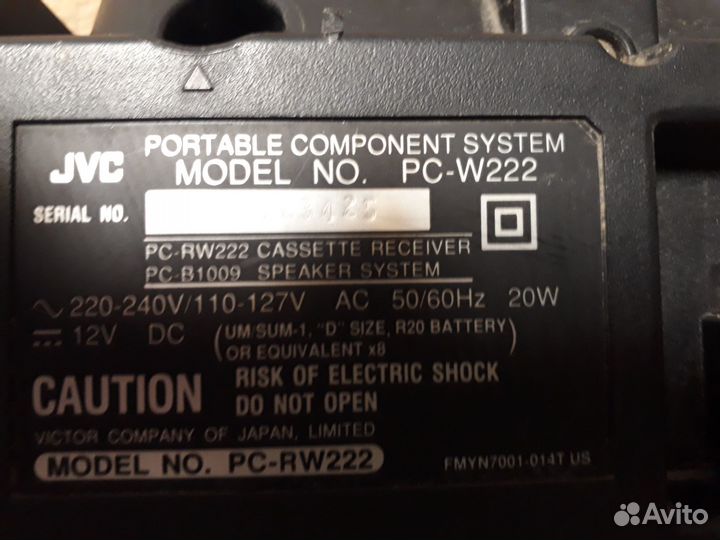 JVC PORTABLE COMPONENT SYSTEM
MODEL NO. PC-W222
SERIAL NO.
PC-RW222 CASSETTE RECEIVER
PC-B1009 SPEAKER SYSTEM
220-240V/110-127V AC 50/60Hz 20W
12V DC (UM/SUM-1, "D" SIZE, R20 BATTERY)
OR EQUIVALENT x8
CAUTION RISK OF ELECTRIC SHOCK
DO NOT OPEN
VICTOR COMPANY OF JAPAN, LIMITED
MODEL NO. PC-RW222
FMYN7001-014T US
Avito